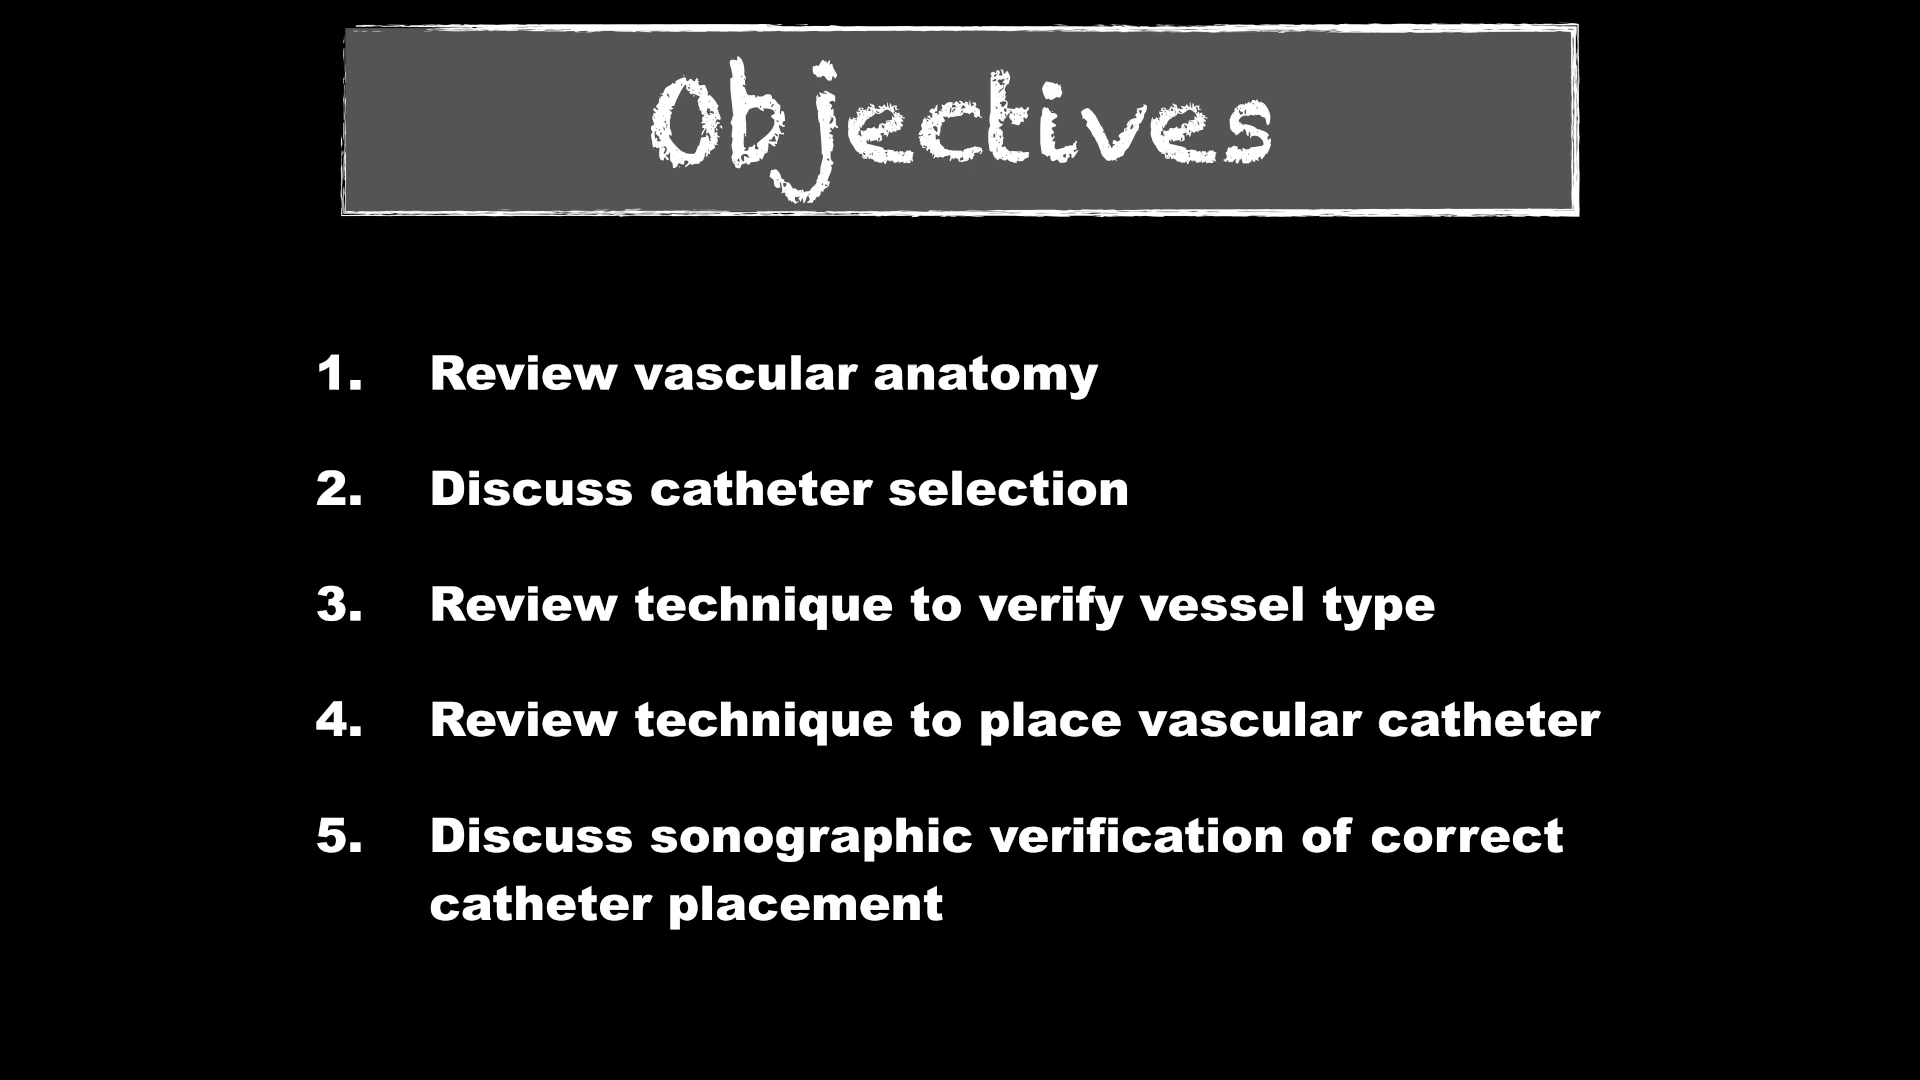 Objectives
1. Review vascular anatomy
2. Discuss catheter selection
3. Review technique to verify vessel type
4. Review technique to place vascular catheter
5. Discuss sonographic verification of correct
catheter placement